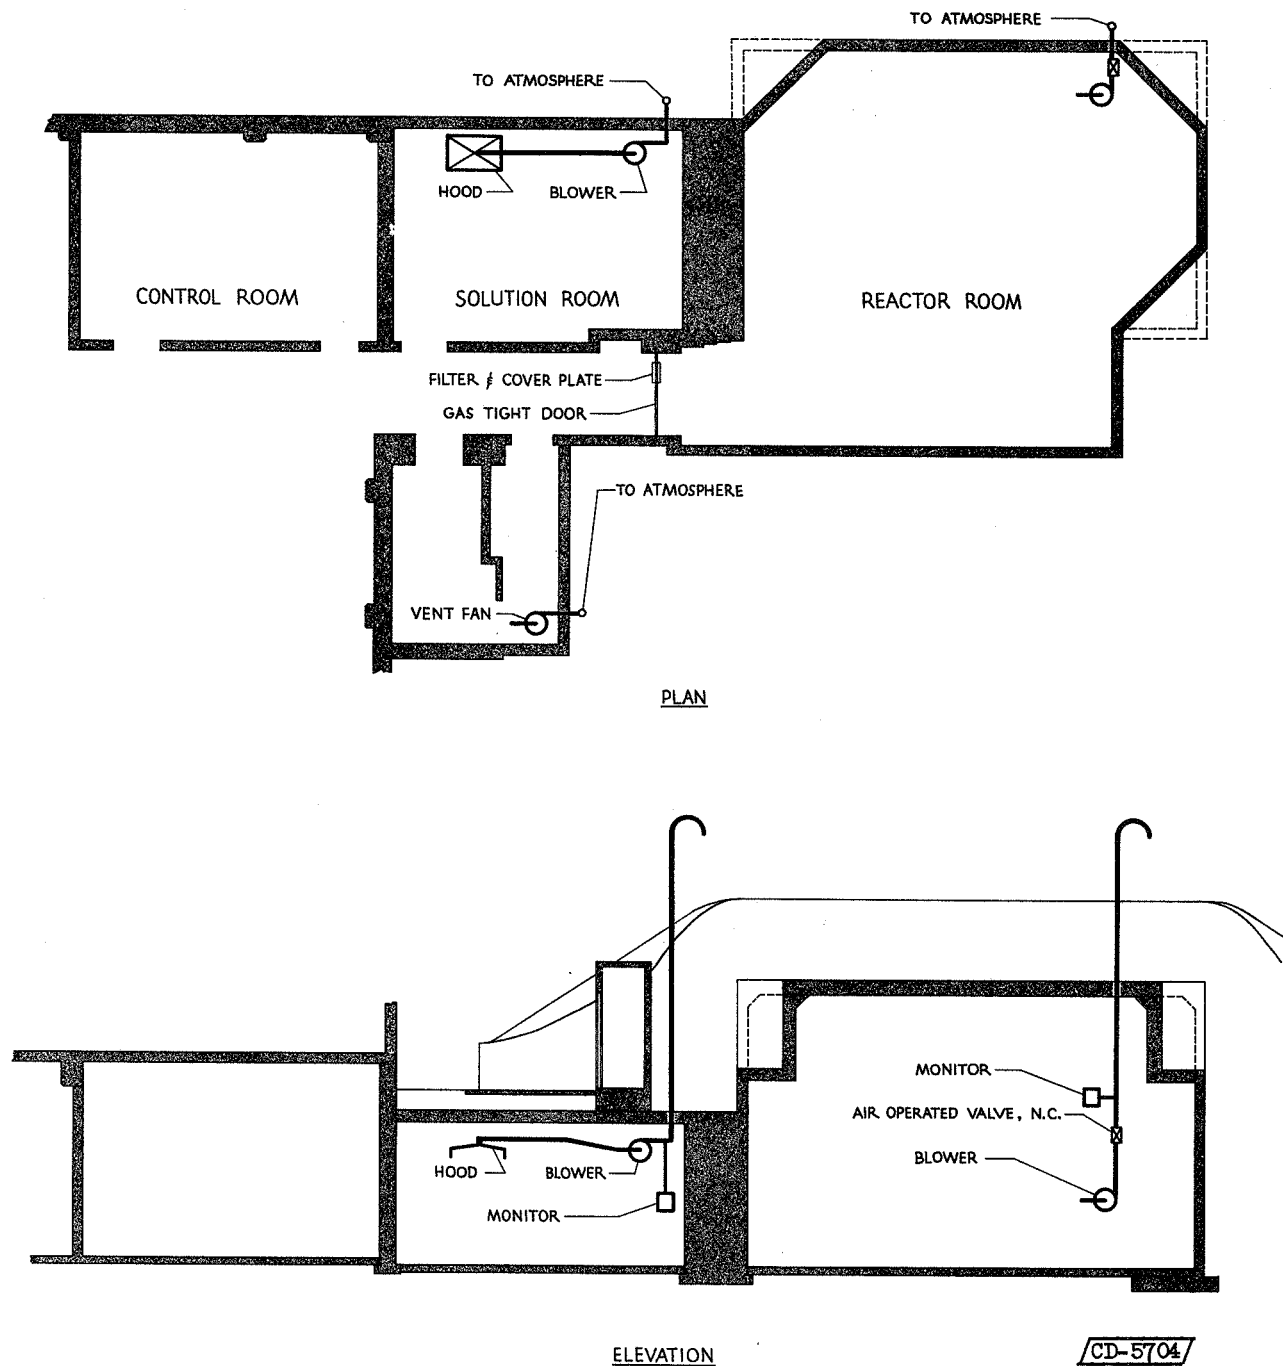 TO ATMOSPHERE
TO ATMOSPHERE
HOOD
BLOWER
CONTROL ROOM
SOLUTION ROOM
REACTOR ROOM
FILTER & COVER PLATE
GAS TIGHT DOOR
TO ATMOSPHERE
VENT FAN
PLAN
MONITOR
AIR OPERATED VALVE, N.C.
HOOD
BLOWER
BLOWER
MONITOR
ELEVATION
CD-5704